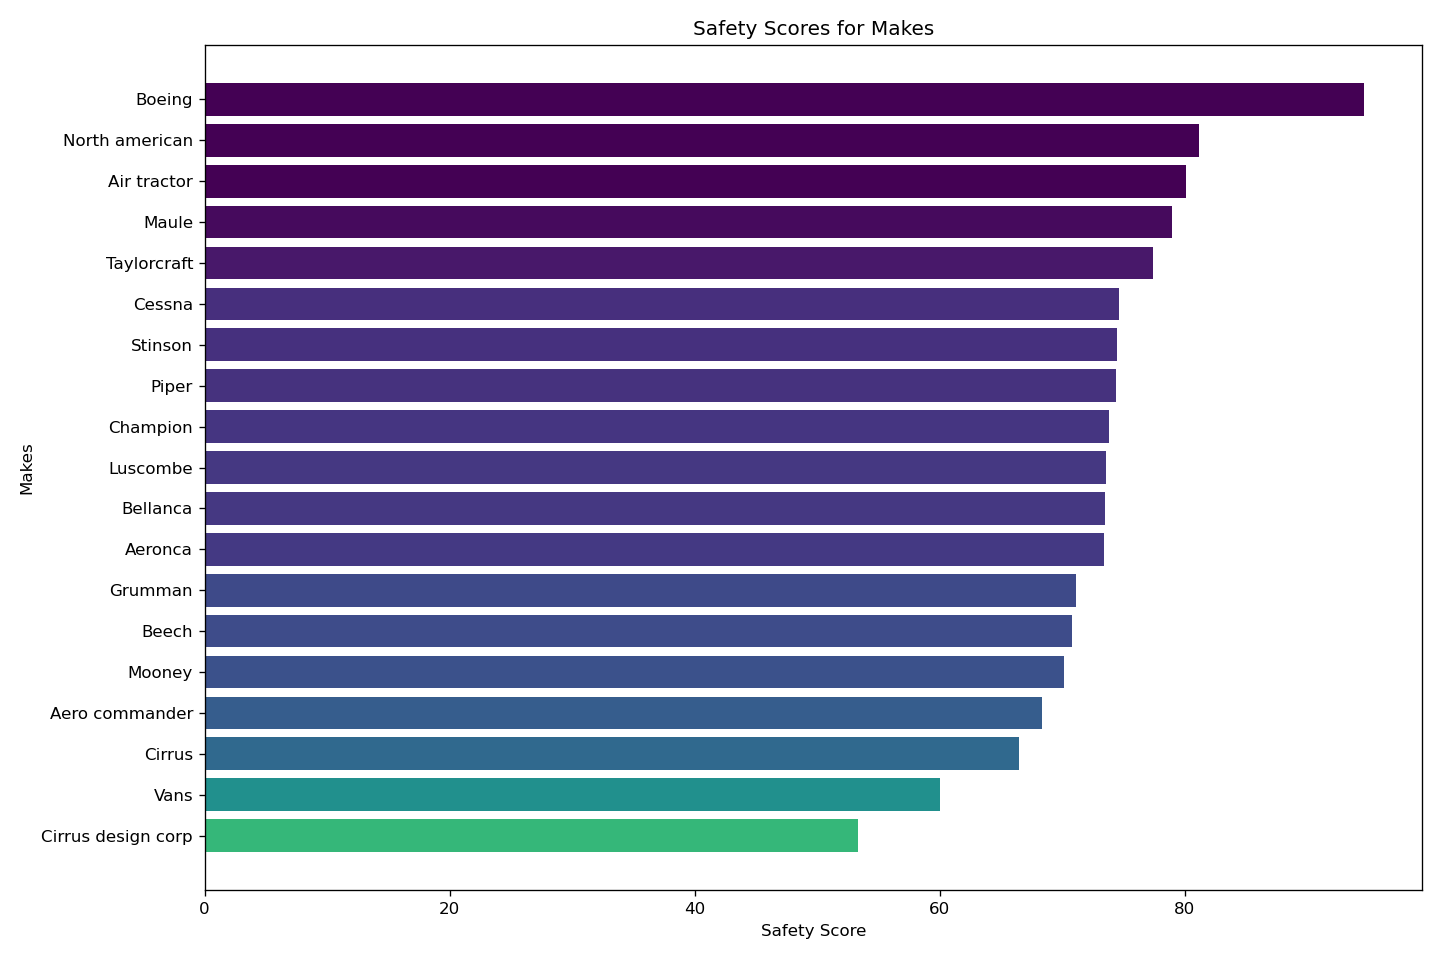 Safety Scores for Makes
Makes
Boeing
North american
Air tractor
Maule
Taylorcraft
Cessna
Stinson
Piper
Champion
Luscombe
Bellanca
Aeronca
Grumman
Beech
Mooney
Aero commander
Cirrus
Vans
Cirrus design corp
0 20 40 60 80
Safety Score